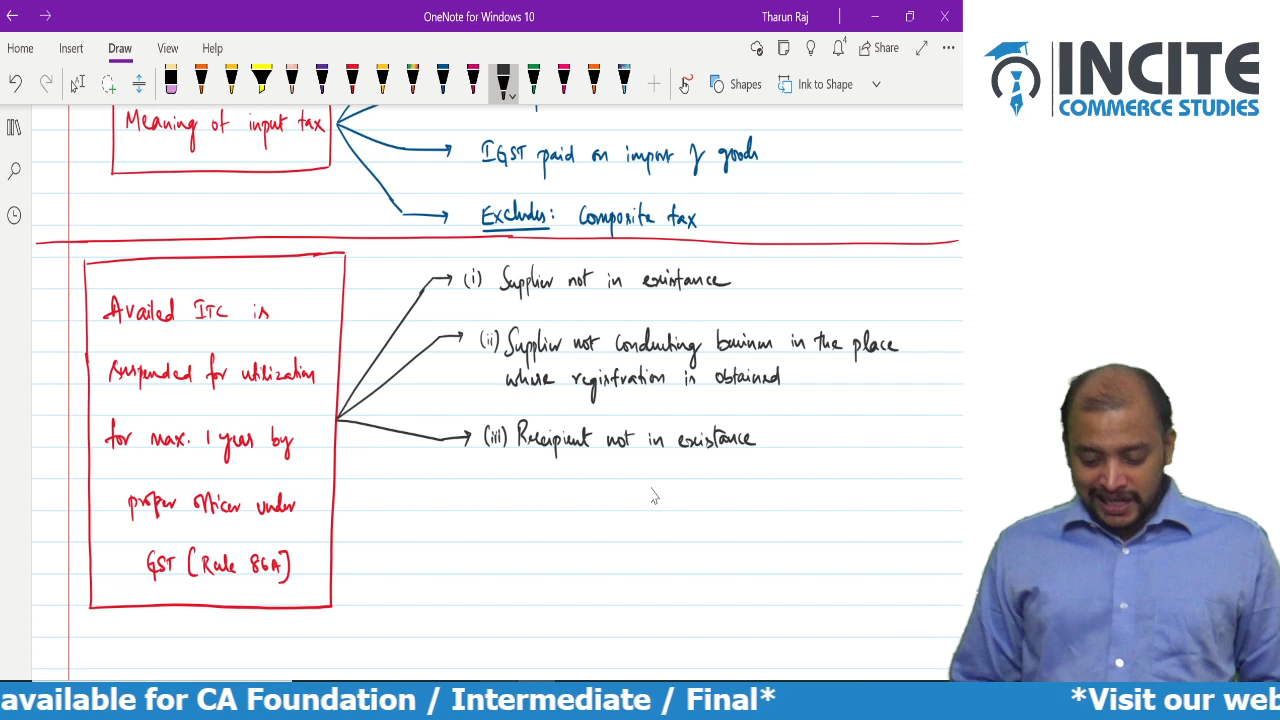 OneNote for Windows 10
Tharun Raj
Home Insert Draw View Help
4
Share
Shapes
Ink to Shape
INCITE
COMMERCE STUDIES
Meaning of input tax
IGST paid on import of goods
Excludes: Composite tax
Availed ITC is
suspended for utilization
for max. 1 year by
proper officer under
GST [Rule 86A]
(i) Supplier not in existance
(ii) Supplier not conducting business in the place
whose registration is obtained
(iii) Recipient not in existance
available for CA Foundation / Intermediate / Final*
*Visit our web